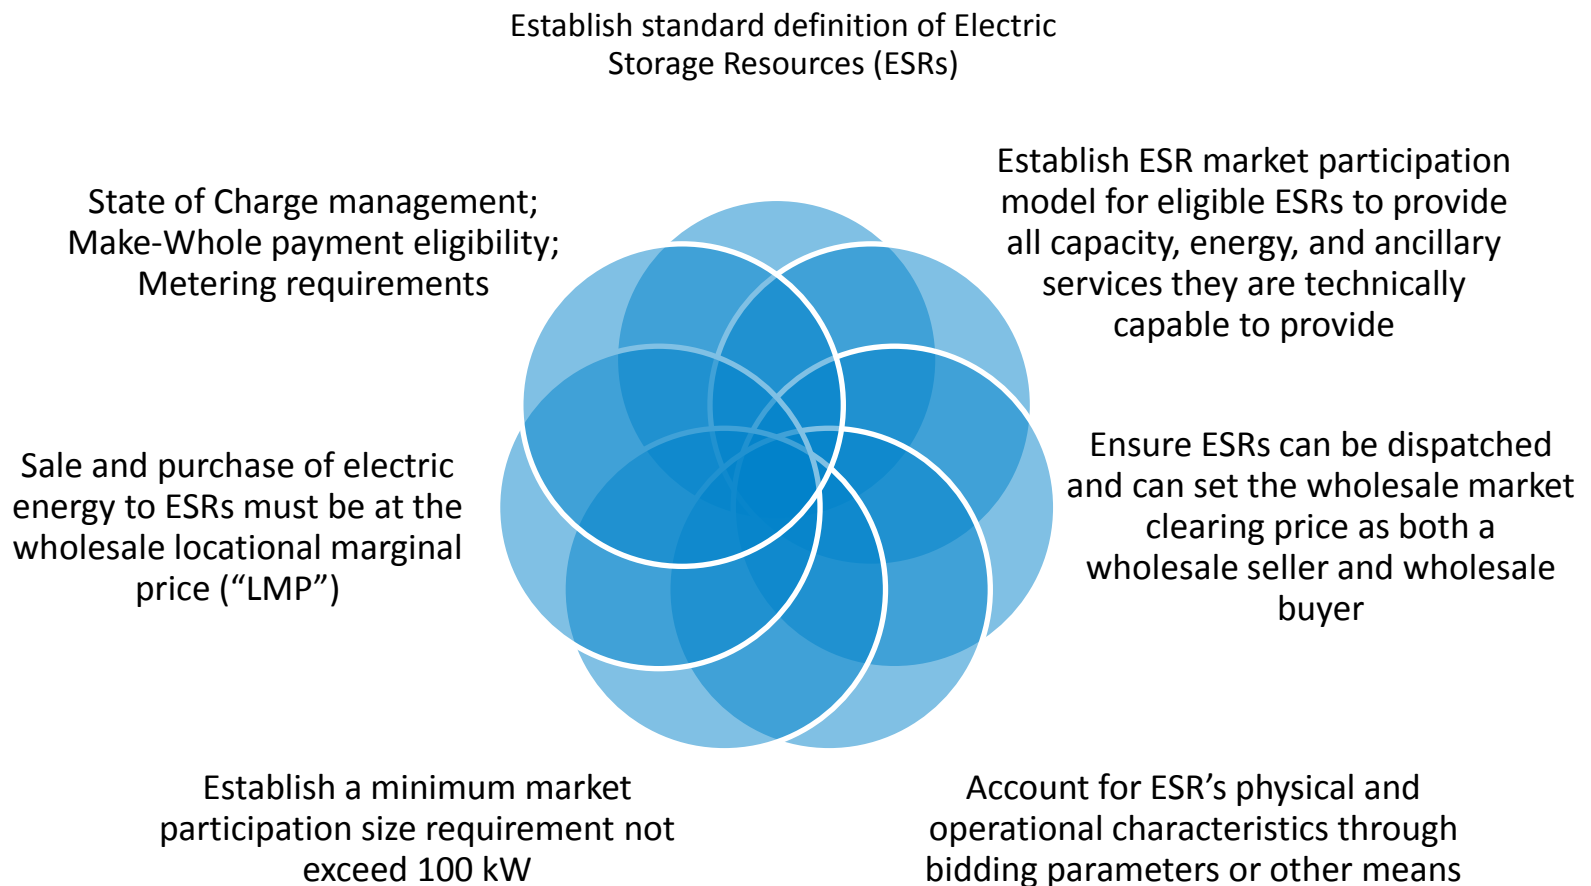 Establish standard definition of Electric
Storage Resources (ESRs)
Establish ESR market participation
model for eligible ESRs to provide
all capacity, energy, and ancillary
services they are technically
capable to provide
Ensure ESRs can be dispatched
and can set the wholesale market
clearing price as both a
wholesale seller and wholesale
buyer
Account for ESR’s physical and
operational characteristics through
bidding parameters or other means
Establish a minimum market
participation size requirement not
exceed 100 kW
Sale and purchase of electric
energy to ESRs must be at the
wholesale locational marginal
price (“LMP”)
State of Charge management;
Make-Whole payment eligibility;
Metering requirements